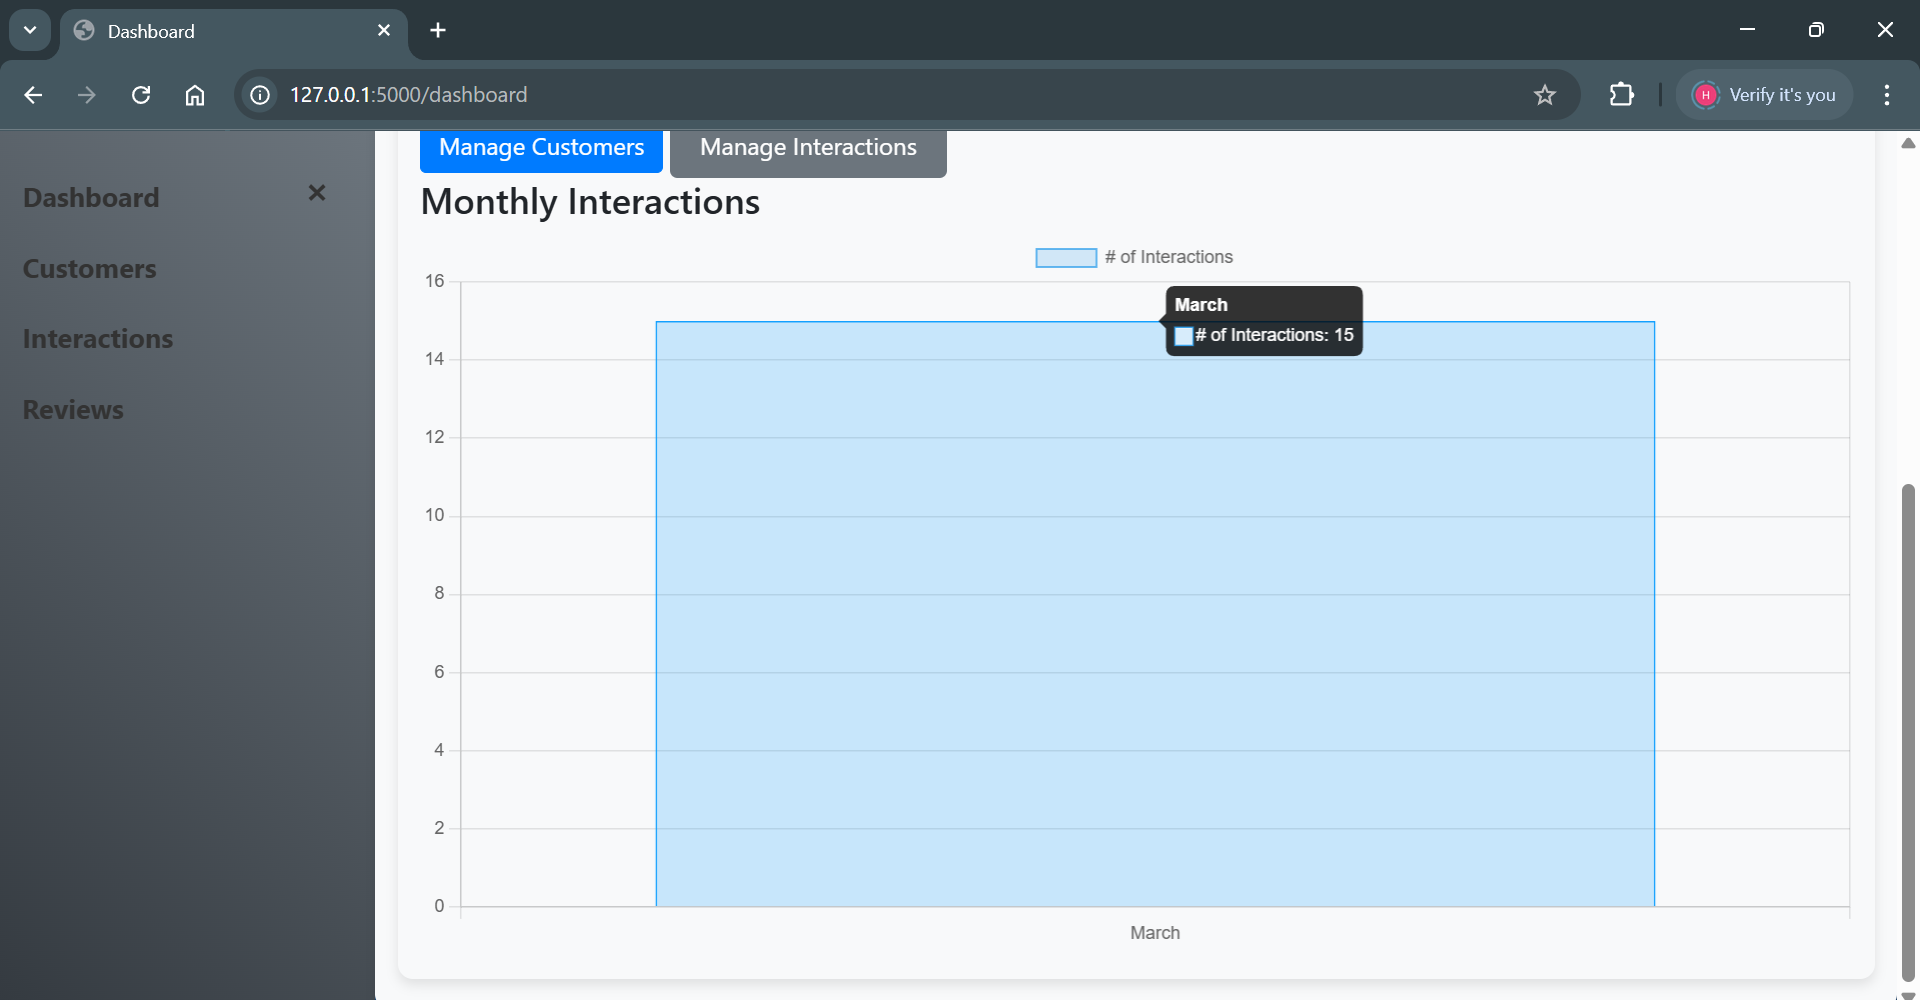 Dashboard
127.0.0.1:5000/dashboard
H
Verify it's you
Dashboard
Customers
Interactions
Reviews
Manage Customers
Manage Interactions
Monthly Interactions
# of Interactions
March
# of Interactions: 15
16
14
12
10
8
6
4
2
0
March